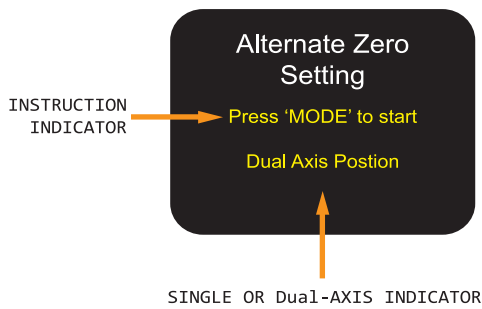 Alternate Zero
Setting
INSTRUCTION
INDICATOR
Press ‘MODE’ to start
Dual Axis Postion
SINGLE OR Dual-AXIS INDICATOR